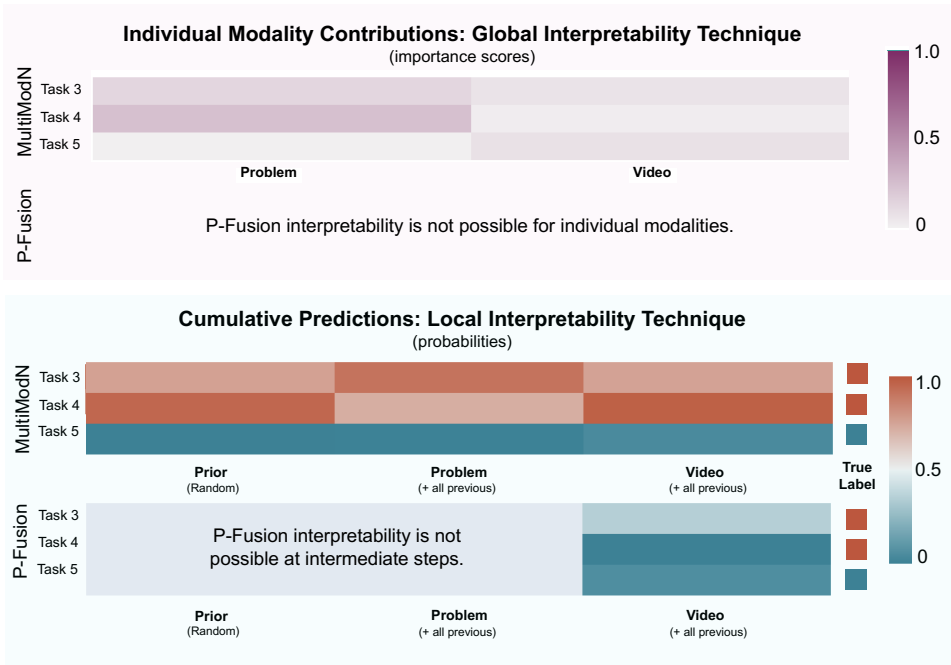 Individual Modality Contributions: Global Interpretability Technique
(importance scores)
MultiModN
Task 3
Task 4
Task 5
Problem
Video
1.0
0.5
0
P-Fusion
P-Fusion interpretability is not possible for individual modalities.
Cumulative Predictions: Local Interpretability Technique
(probabilities)
MultiModN
Task 3
Task 4
Task 5
Prior
(Random)
Problem
(+ all previous)
Video
(+ all previous)
True
Label
1.0
0.5
0
P-Fusion
Task 3
Task 4
Task 5
P-Fusion interpretability is not
possible at intermediate steps.
Prior
(Random)
Problem
(+ all previous)
Video
(+ all previous)